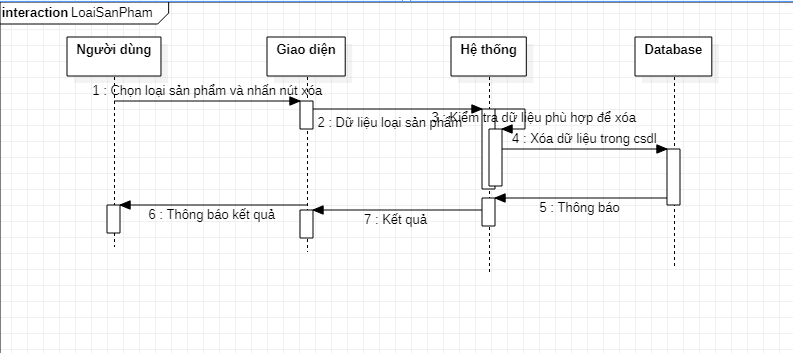 interaction LoaiSanPham
Người dùng
Giao diện
Hệ thống
Database
1 : Chọn loại sản phẩm và nhấn nút xóa
2 : Dữ liệu loại sản phẩm
3 : Kiểm tra dữ liệu phù hợp để xóa
4 : Xóa dữ liệu trong csdl
5 : Thông báo
6 : Thông báo kết quả
7 : Kết quả